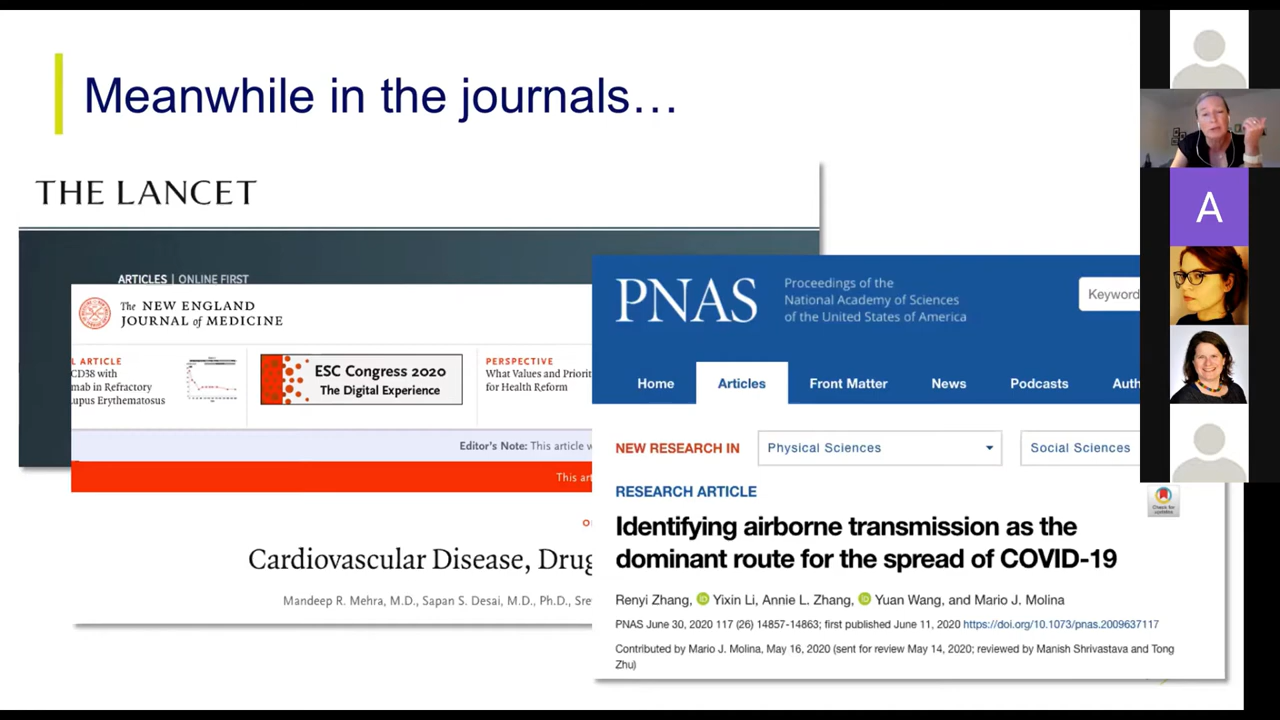 Meanwhile in the journals…
THE LANCET
ARTICLES | ONLINE FIRST
The NEW ENGLAND
JOURNAL of MEDICINE
L ARTICLE
CD38 with
mab in Refractory
upus Erythematosus
ESC Congress 2020
The Digital Experience
PERSPECTIVE
What Values and Priorit
for Health Reform
Editor's Note: This article w
This art
Cardiovascular Disease, Drug
Mandeep R. Mehra, M.D., Sapan S. Desai, M.D., Ph.D., Sre
PNAS
Proceedings of the
National Academy of Sciences
of the United States of America
Keyword
Home
Articles
Front Matter
News
Podcasts
Auth
NEW RESEARCH IN
Physical Sciences
Social Sciences
RESEARCH ARTICLE
Check for
updates
Identifying airborne transmission as the
dominant route for the spread of COVID-19
Renyi Zhang, iD Yixin Li, Annie L. Zhang, iD Yuan Wang, and Mario J. Molina
PNAS June 30, 2020 117 (26) 14857-14863; first published June 11, 2020 https://doi.org/10.1073/pnas.2009637117
Contributed by Mario J. Molina, May 16, 2020 (sent for review May 14, 2020; reviewed by Manish Shrivastava and Tong
Zhu)
A